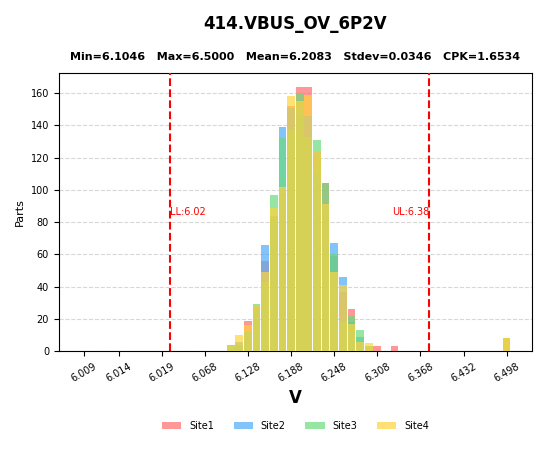 414.VBUS_OV_6P2V
Min=6.1046 Max=6.5000 Mean=6.2083 Stdev=0.0346 CPK=1.6534
160
140
120
100
80
60
40
20
0
Parts
LL:6.02
UL:6.38
6.009 6.014 6.019 6.068 6.128 6.188 6.248 6.308 6.368 6.432 6.498
V
Site1 Site2 Site3 Site4